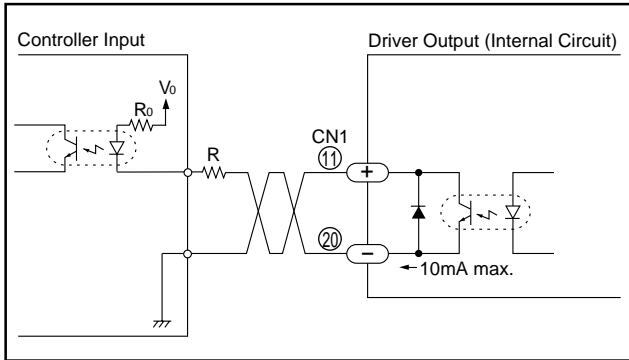 Controller Input
Driver Output (Internal Circuit)
V0
R0
R
CN1
⑪
+
⑳
−
10mA max.